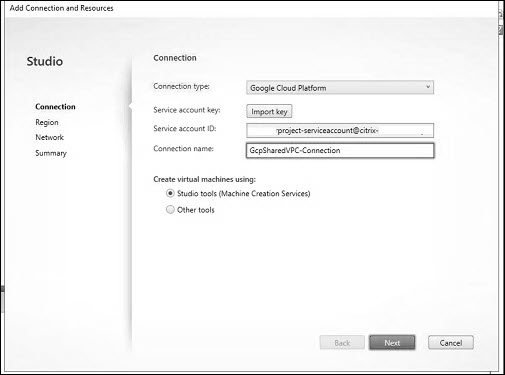 Add Connection and Resources
Studio
Connection
Region
Network
Summary
Connection
Connection type: Google Cloud Platform
Service account key: Import key
Service account ID: project-serviceaccount@citrix-
Connection name: GcpSharedVPC-Connection
Create virtual machines using:
Studio tools (Machine Creation Services)
Other tools
Back Next Cancel